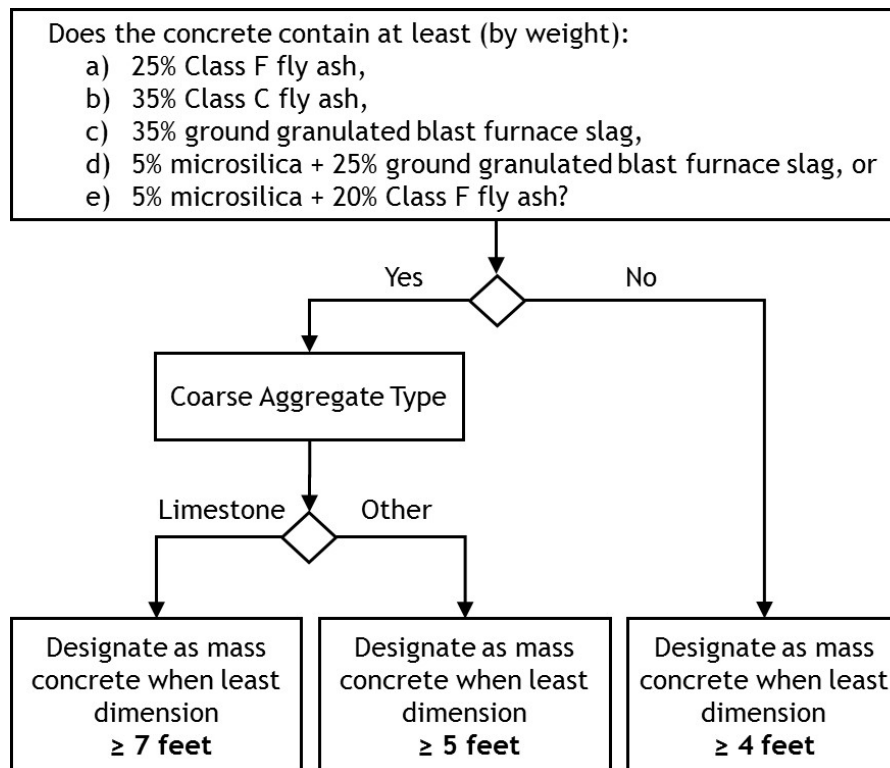 Does the concrete contain at least (by weight):
a) 25% Class F fly ash,
b) 35% Class C fly ash,
c) 35% ground granulated blast furnace slag,
d) 5% microsilica + 25% ground granulated blast furnace slag, or
e) 5% microsilica + 20% Class F fly ash?
Yes
No
Coarse Aggregate Type
Limestone
Other
Designate as mass
concrete when least
dimension
≥ 7 feet
Designate as mass
concrete when least
dimension
≥ 5 feet
Designate as mass
concrete when least
dimension
≥ 4 feet